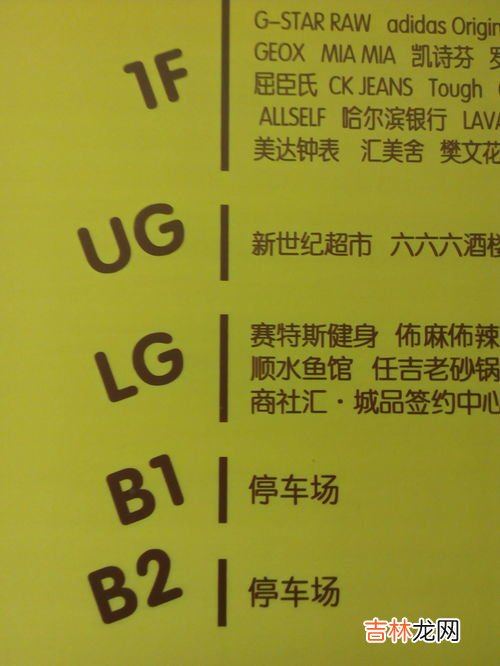 1F
G-STAR RAW adidas Origin
GEOX MIA MIA 凯诗芬
屈臣氏 CK JEANS Tough
ALLSELF 哈尔滨银行 LAVA
美达钟表 汇美舍 樊文花
UG
新世纪超市 六六六酒楼
LG
赛特斯健身 佈麻佈辣
顺水鱼馆 任吉老砂锅
商社汇·城品签约中心
B1
停车场
B2
停车场
吉林龙网